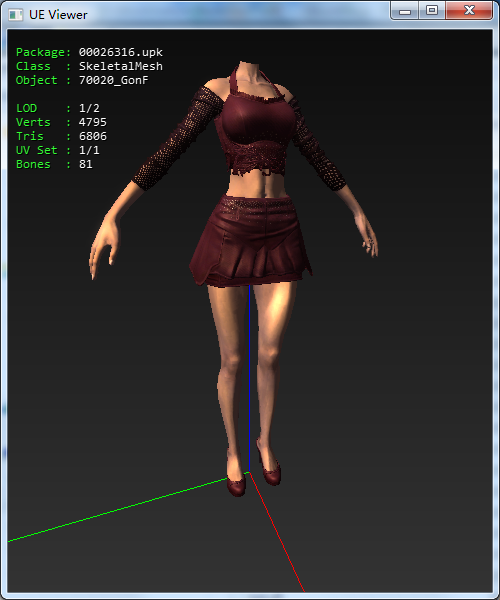 UE Viewer
Package: 00026316.upk
Class : SkeletalMesh
Object : 70020_GonF
LOD : 1/2
Verts : 4795
Tris : 6806
UV Set : 1/1
Bones : 81